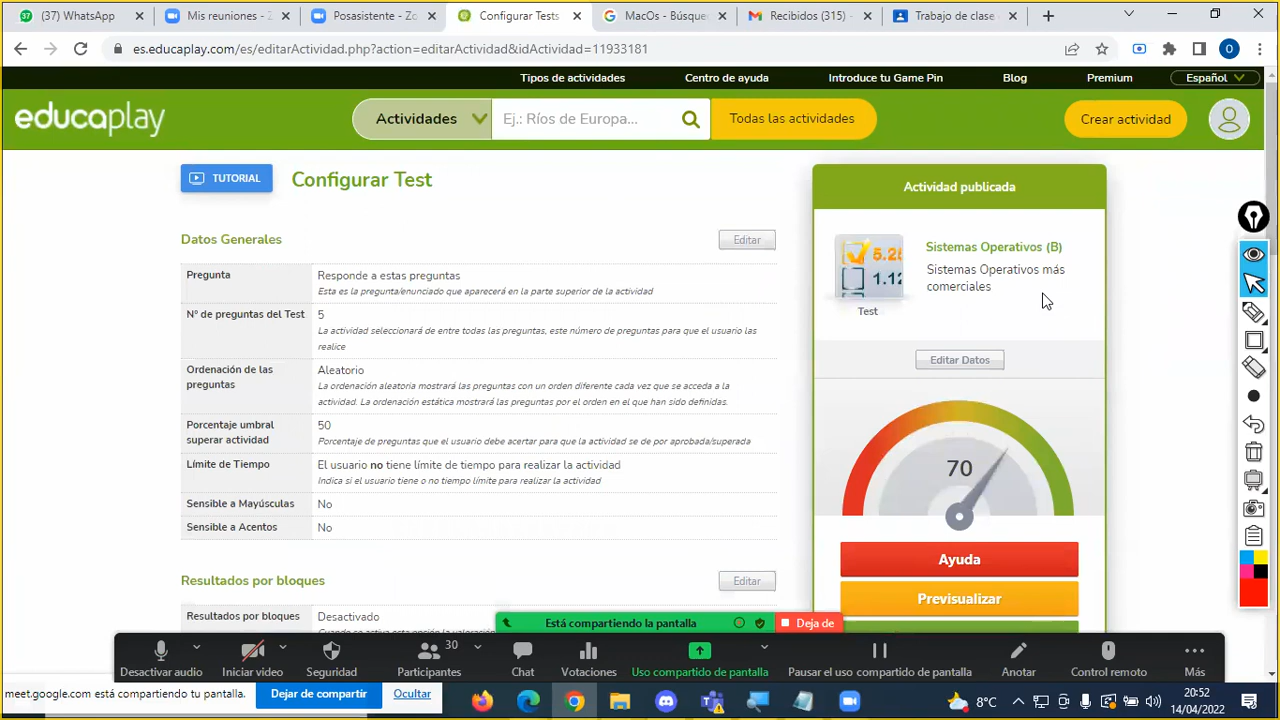 (37) WhatsApp
Mis reuniones - Z
Posasistente - Zo
Configurar Tests
MacOs - Búsque
Recibidos (315) -
Trabajo de clase
es.educaplay.com/es/editarActividad.php?action=editarActividad&idActividad=11933181
O
Tipos de actividades
Centro de ayuda
Introduce tu Game Pin
Blog
Premium
Español
educaplay
Actividades
Ej.: Ríos de Europa...
Todas las actividades
Crear actividad
TUTORIAL
Configurar Test
Datos Generales
Editar
Pregunta
Responde a estas preguntas
Esta es la pregunta/enunciado que aparecerá en la parte superior de la actividad
Nº de preguntas del Test
5
La actividad seleccionará de entre todas las preguntas, este número de preguntas para que el usuario las
realice
Ordenación de las
preguntas
Aleatorio
La ordenación aleatoria mostrará las preguntas con un orden diferente cada vez que se acceda a la
actividad. La ordenación estática mostrará las preguntas por el orden en el que han sido definidas.
Porcentaje umbral
superar actividad
50
Porcentaje de preguntas que el usuario debe acertar para que la actividad se de por aprobada/superada
Límite de Tiempo
El usuario no tiene límite de tiempo para realizar la actividad
Indica si el usuario tiene o no tiempo límite para realizar la actividad
Sensible a Mayúsculas
No
Sensible a Acentos
No
Resultados por bloques
Editar
Resultados por bloques
Desactivado
Actividad publicada
5.25
1.12
Test
Sistemas Operativos (B)
Sistemas Operativos más
comerciales
Editar Datos
70
Ayuda
Previsualizar
Está compartiendo la pantalla
Deja de
Desactivar audio
Iniciar video
Seguridad
30
Participantes
Chat
Votaciones
Uso compartido de pantalla
Pausar el uso compartido de pantalla
Anotar
Control remoto
Más
meet.google.com está compartiendo tu pantalla.
Dejar de compartir
Ocultar
8°C
20:52
14/04/2022